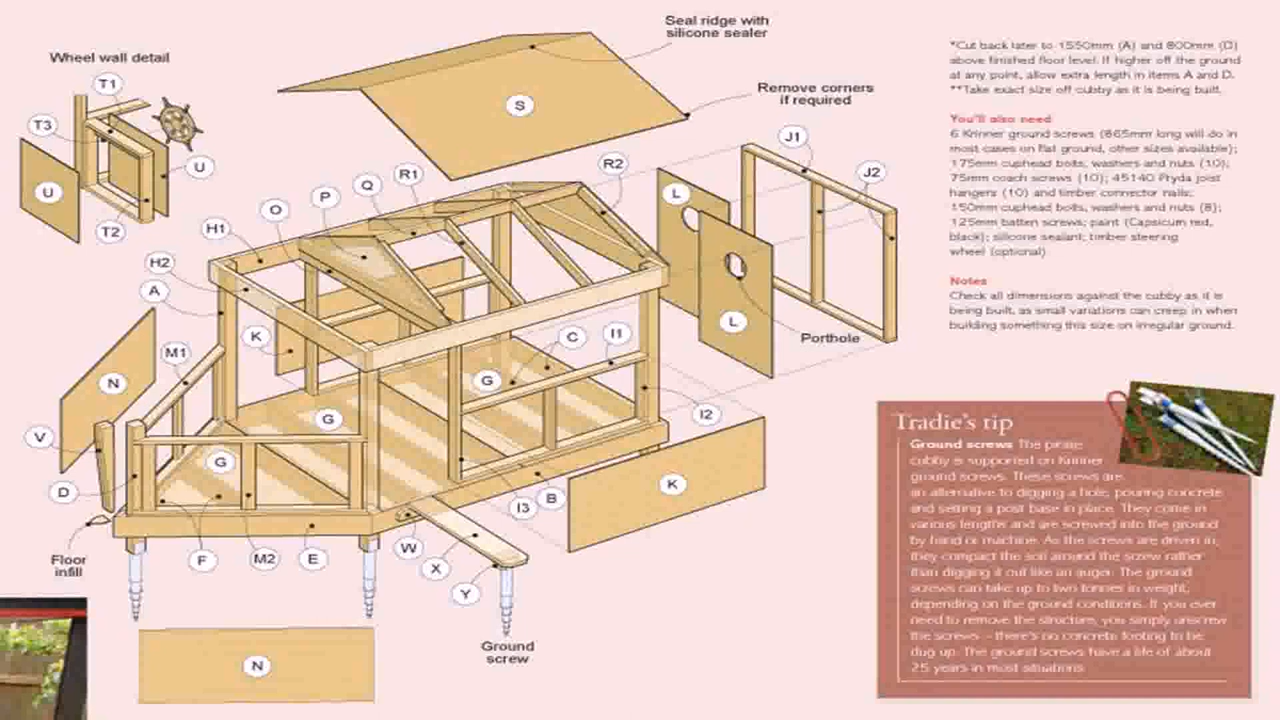 Wheel wall detail
T1
T3
U
U
T2
Seal ridge with
silicone sealer
S
Remove corners
if required
J1
J2
R2
R1
Q
P
O
H1
H2
A
L
L
Porthole
K
C
I1
M1
N
G
G
G
I2
V
D
K
B
I3
Floor
infill
F
M2
E
W
X
Y
Ground
screw
N
*Cut back later to 1550mm (A) and 800mm (D)
above finished floor level. If higher off the ground
at any point, allow extra length in items A and D.
**Take exact size off cubby as it is being built.
You'll also need
6 Krinner ground screws (865mm long will do in
most cases on flat ground, other sizes available);
175mm cuphead bolts, washers and nuts (10);
75mm coach screws (10); 45140 Pryda joist
hangers (10) and timber connector nails;
150mm cuphead bolts, washers and nuts (8);
125mm batten screws; paint (Capsicum red,
black); silicone sealant; timber steering
wheel (optional)
Notes
Check all dimensions against the cubby as it is
being built, as small variations can creep in when
building something this size on irregular ground.
Tradie's tip
Ground screws The pirate
cubby is supported on Krinner
ground screws. These screws are
an alternative to digging a hole, pouring concrete
and setting a post base in place. They come in
various lengths and are screwed into the ground
by hand or machine. As the screws are driven in,
they compact the soil around the screw rather
than digging it out like an auger. The ground
screws can take up to two tonnes in weight,
depending on the ground conditions. If you ever
need to remove the structure, you simply unscrew
the screws – there's no concrete footing to be
dug up. The ground screws have a life of about
25 years in most situations.